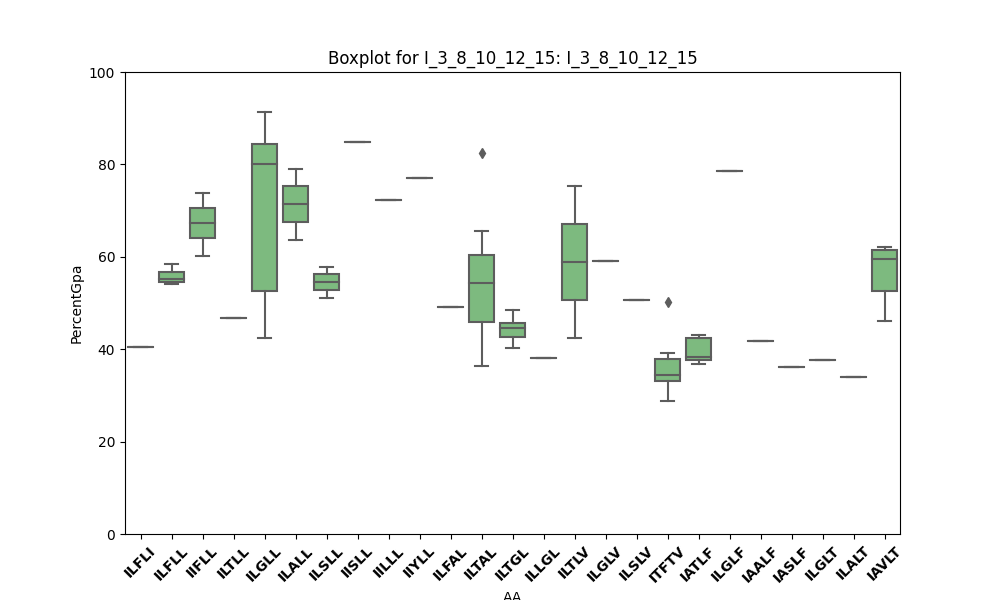 Boxplot for I_3_8_10_12_15: I_3_8_10_12_15
100
80
60
40
20
0
PercentGpa
ILFLI
ILFLL
IIFLL
ILTLL
ILGLL
ILALL
ILSLL
IISLL
IILLL
IIYLL
ILFAL
ILTAL
ILTGL
ILLGL
ILTLV
ILGLV
ILSLV
ITFTV
IATLF
ILGLF
IAALF
IASLF
ILGLT
ILALT
IAVLT
AA